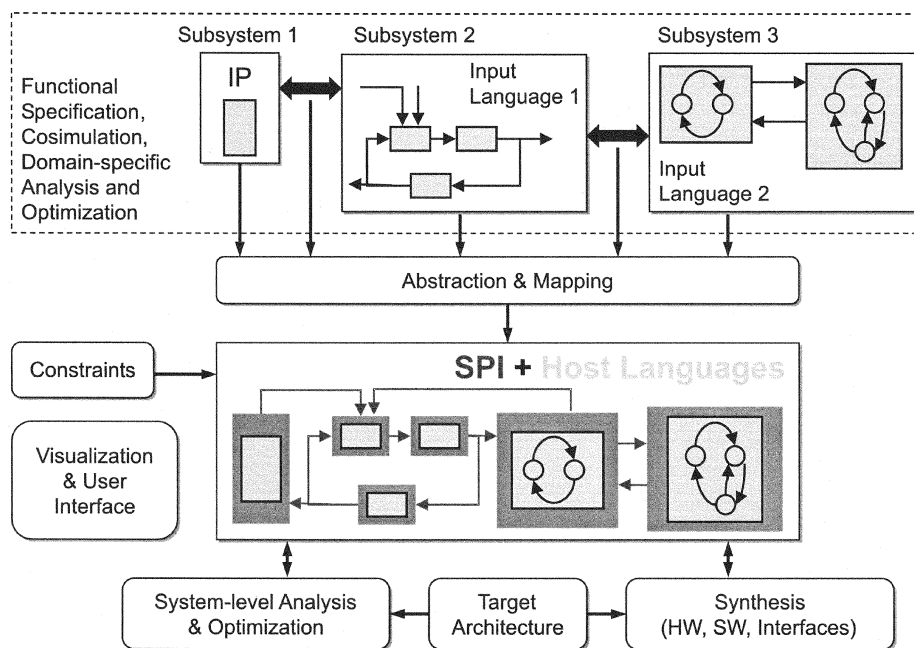 Subsystem 1
Subsystem 2
Subsystem 3
Functional
Specification,
Cosimulation,
Domain-specific
Analysis and
Optimization
IP
Input
Language 1
Input
Language 2
Abstraction & Mapping
Constraints
SPI + Host Languages
Visualization
& User
Interface
System-level Analysis
& Optimization
Target
Architecture
Synthesis
(HW, SW, Interfaces)